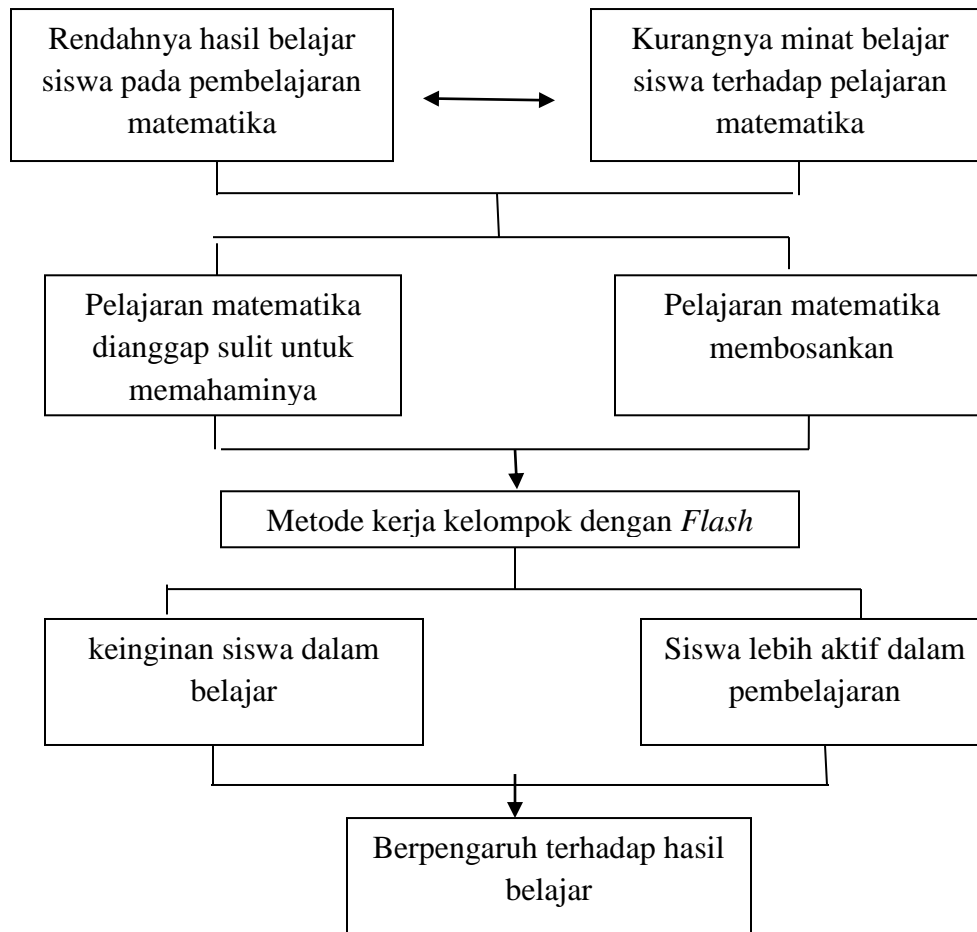 Rendahnya hasil belajar
siswa pada pembelajaran
matematika
Kurangnya minat belajar
siswa terhadap pelajaran
matematika
Pelajaran matematika
dianggap sulit untuk
memahaminya
Pelajaran matematika
membosankan
Metode kerja kelompok dengan Flash
keinginan siswa dalam
belajar
Siswa lebih aktif dalam
pembelajaran
Berpengaruh terhadap hasil
belajar